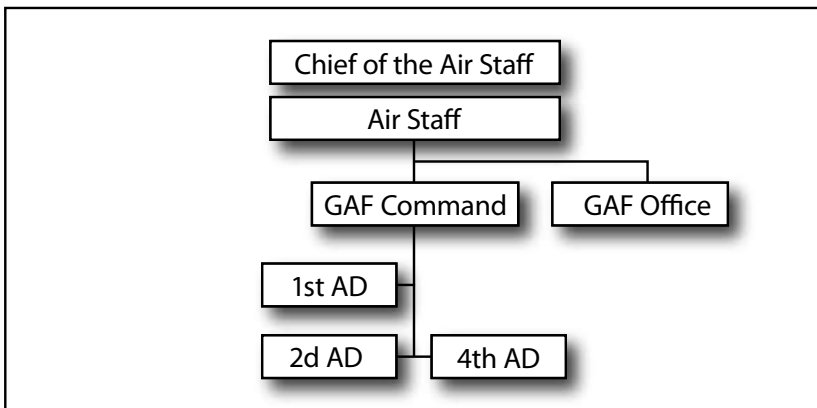 Chief of the Air Staff
Air Staff
GAF Command
GAF Office
1st AD
2d AD
4th AD